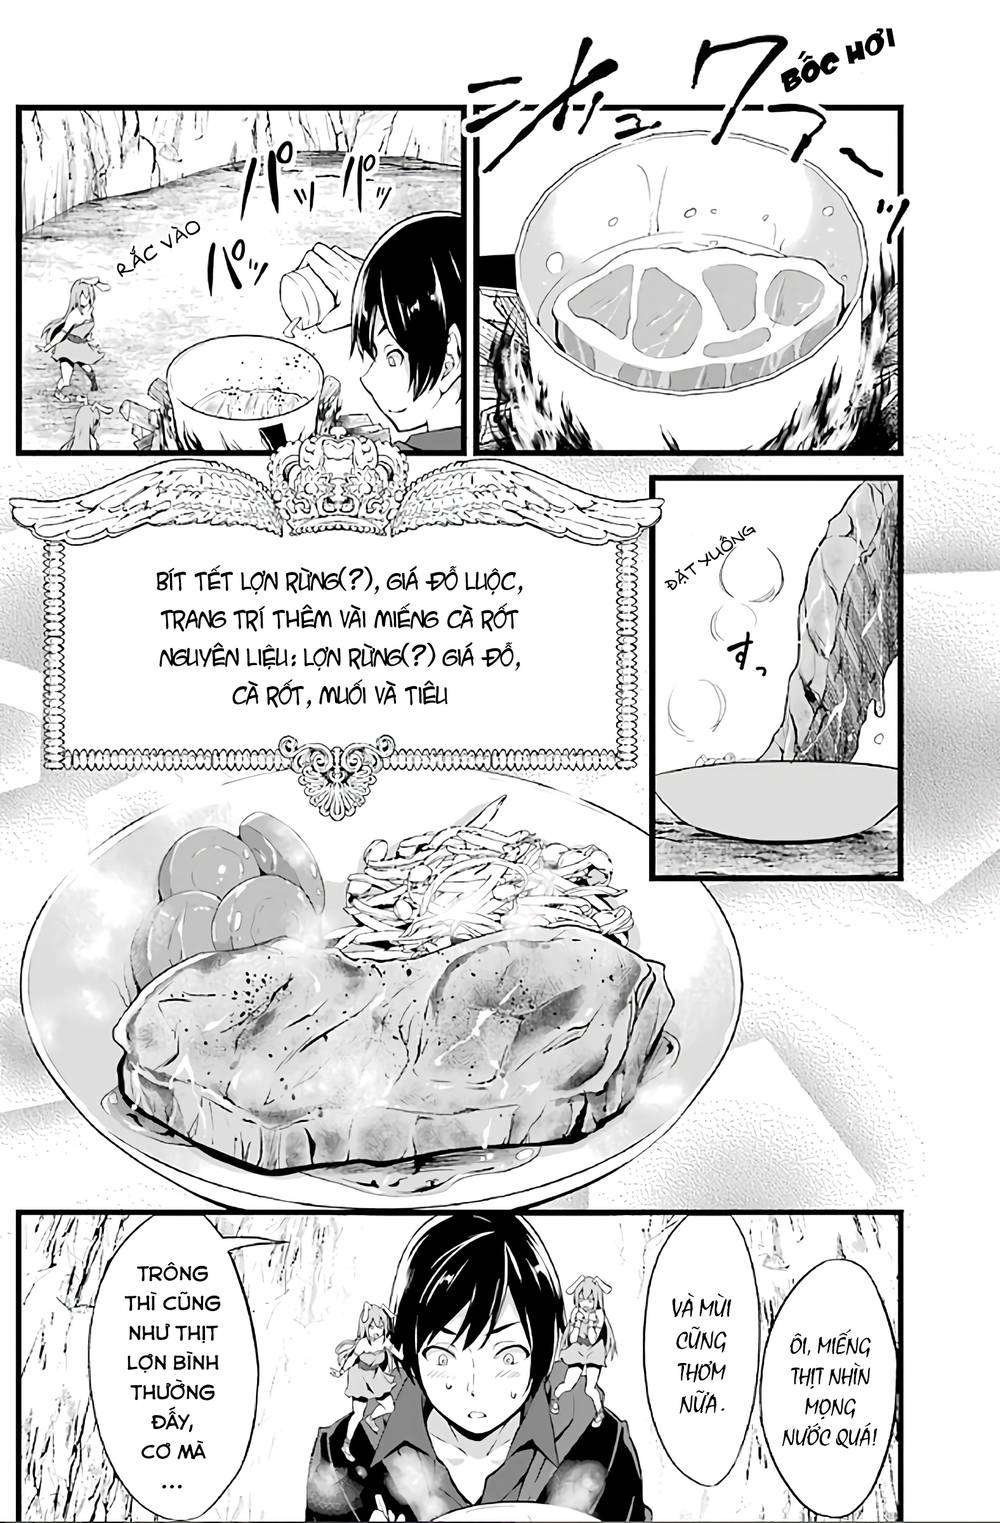 ジュワァァッ
BỐC HƠI
パッ パッ パッ
RẮC VÀO
ĐẶT XUỐNG
すっ
BÍT TẾT LỢN RỪNG(?), GIÁ ĐỖ LUỘC,
TRANG TRÍ THÊM VÀI MIẾNG CÀ RỐT
NGUYÊN LIỆU: LỢN RỪNG(?) GIÁ ĐỖ,
CÀ RỐT, MUỐI VÀ TIÊU
ÔI, MIẾNG
THỊT NHÌN
MỌNG
NƯỚC QUÁ!
VÀ MÙI
CŨNG
THƠM
NỮA.
TRÔNG
THÌ CŨNG
NHƯ THỊT
LỢN BÌNH
THƯỜNG
ĐẤY,
CƠ MÀ
...